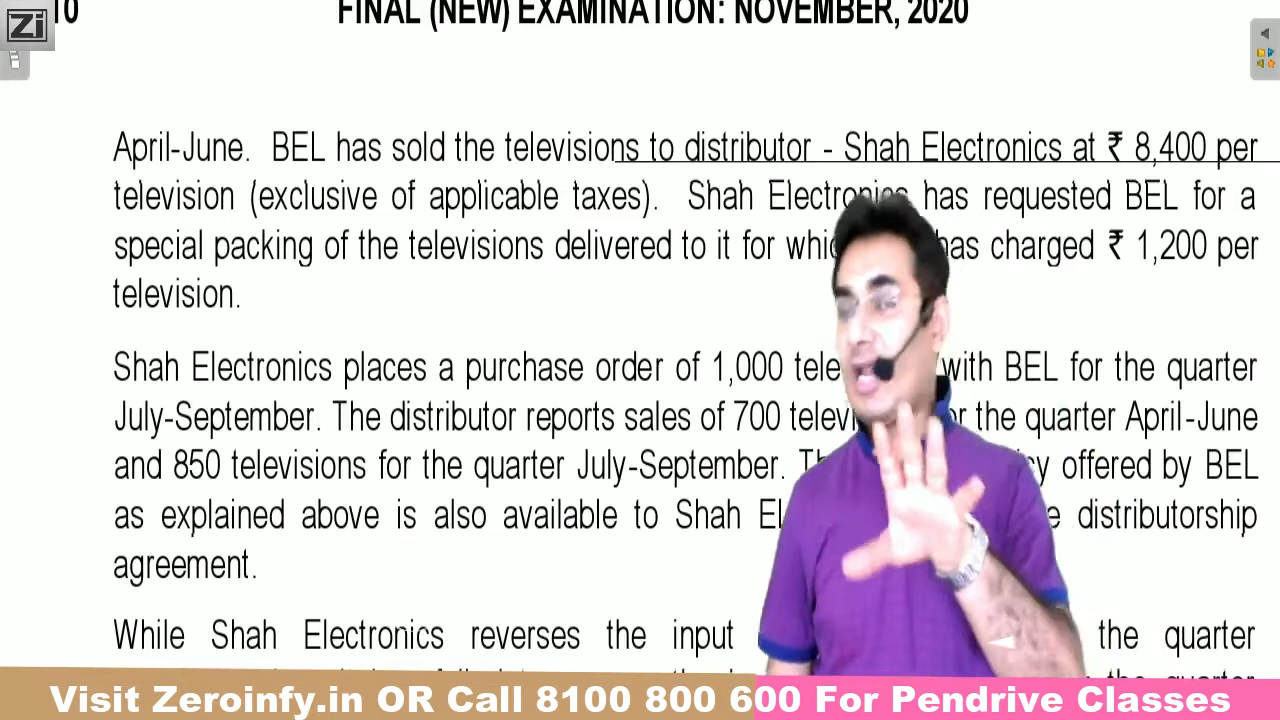 10 FINAL (NEW) EXAMINATION: NOVEMBER, 2020
Zi
April-June. BEL has sold the televisions to distributor - Shah Electronics at ₹ 8,400 per
television (exclusive of applicable taxes). Shah Electronics has requested BEL for a
special packing of the televisions delivered to it for has charged ₹ 1,200 per
television.
Shah Electronics places a purchase order of 1,000 with BEL for the quarter
July-September. The distributor reports sales of 700 the quarter April-June
and 850 televisions for the quarter July-September. offered by BEL
as explained above is also available to Shah distributorship
agreement.
While Shah Electronics reverses the input the quarter
Visit Zeroinfy.in OR Call 8100 800 600 For Pendrive Classes